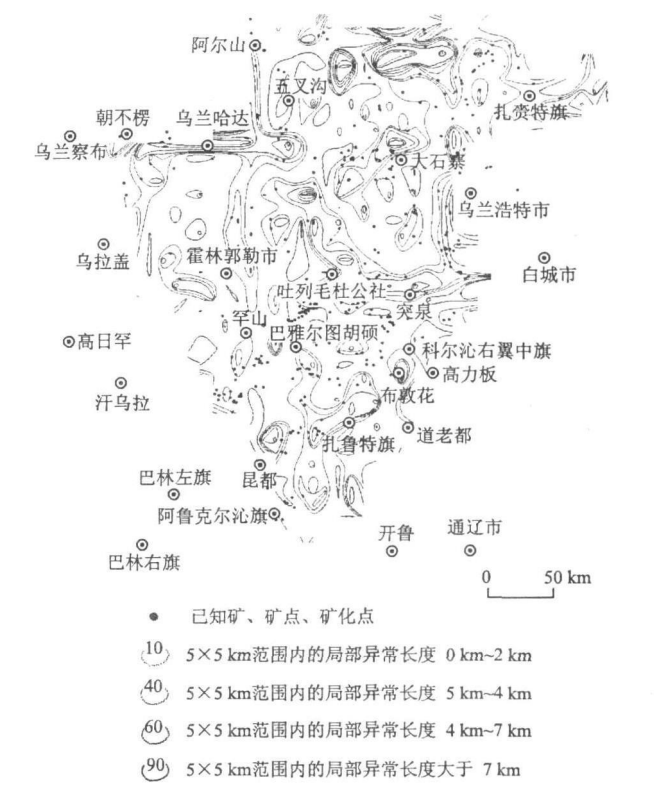 阿尔山
五叉沟
扎赉特旗
朝不楞
乌兰哈达
乌兰察布
大石寨
乌兰浩特市
乌拉盖
霍林郭勒市
白城市
吐列毛杜公社
突泉
罕山
巴雅尔图胡硕
高日罕
科尔沁右翼中旗
高力板
汗乌拉
布敦花
扎鲁特旗
道老都
巴林左旗
昆都
阿鲁克尔沁旗
开鲁
通辽市
巴林右旗
0 50 km
已知矿、矿点、矿化点
10 5×5 km范围内的局部异常长度 0 km~2 km
40 5×5 km范围内的局部异常长度 5 km~4 km
60 5×5 km范围内的局部异常长度 4 km~7 km
90 5×5 km范围内的局部异常长度大于 7 km